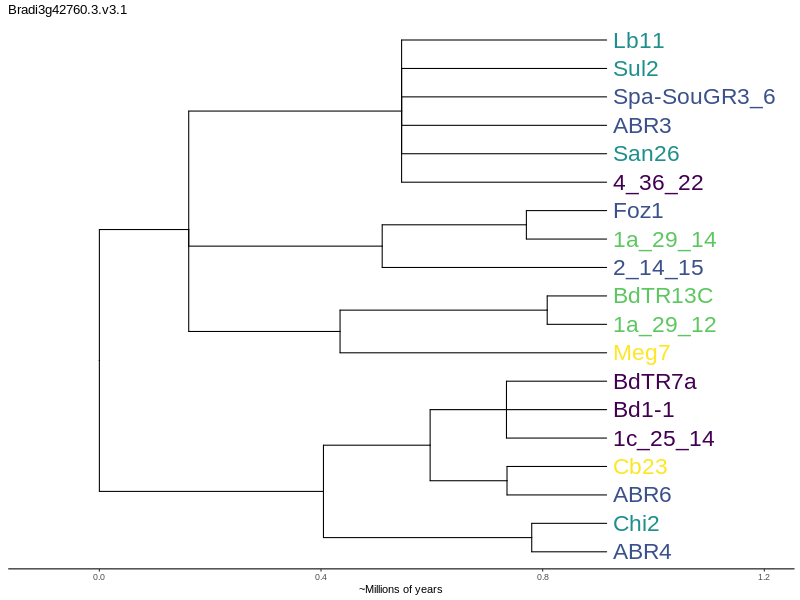 Bradi3g42760.3.v3.1
Lb11
Sul2
Spa-SouGR3_6
ABR3
San26
4_36_22
Foz1
1a_29_14
2_14_15
BdTR13C
1a_29_12
Meg7
BdTR7a
Bd1-1
1c_25_14
Cb23
ABR6
Chi2
ABR4
0.0 0.4 0.8 1.2
~Millions of years